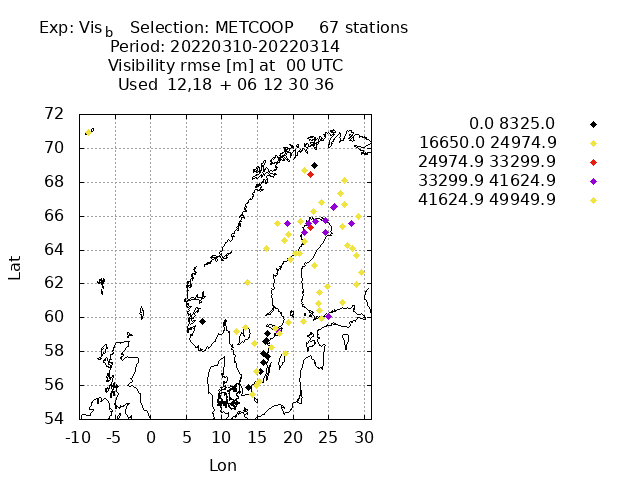 Exp: Vis_b Selection: METCOOP 67 stations
Period: 20220310-20220314
Visibility rmse [m] at 00 UTC
Used 12,18 + 06 12 30 36
0.0 8325.0
16650.0 24974.9
24974.9 33299.9
33299.9 41624.9
41624.9 49949.9
72
70
68
66
64
62
60
58
56
54
Lat
-10 -5 0 5 10 15 20 25 30
Lon